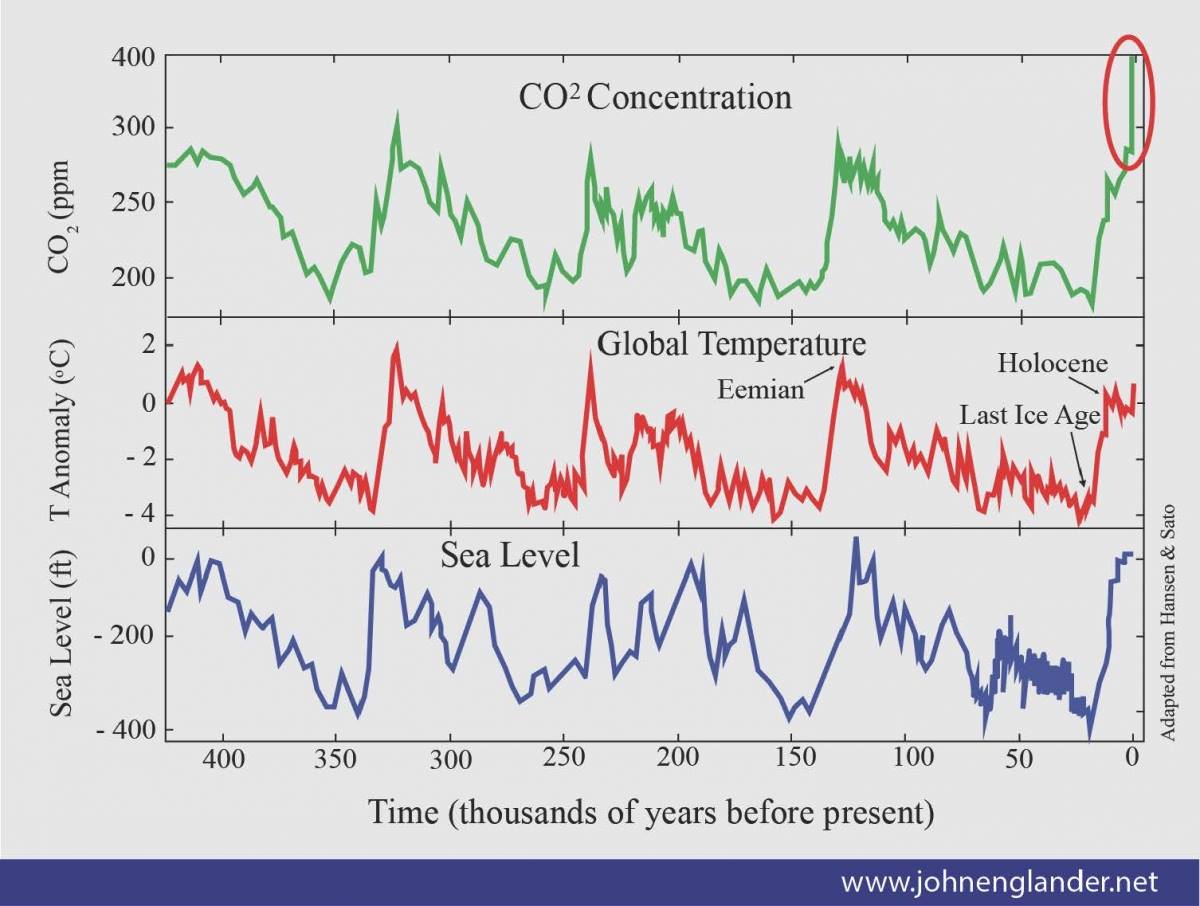 CO² Concentration
400
300
250
200
CO₂ (ppm
Global Temperature
Eemian
Holocene
Last Ice Age
2
0
- 2
- 4
T Anomaly (oC)
Sea Level
0
- 200
- 400
Sea Level (ft)
400 350 300 250 200 150 100 50 0
Time (thousands of years before present)
Adapted from Hansen & Sato
www.johnenglander.net